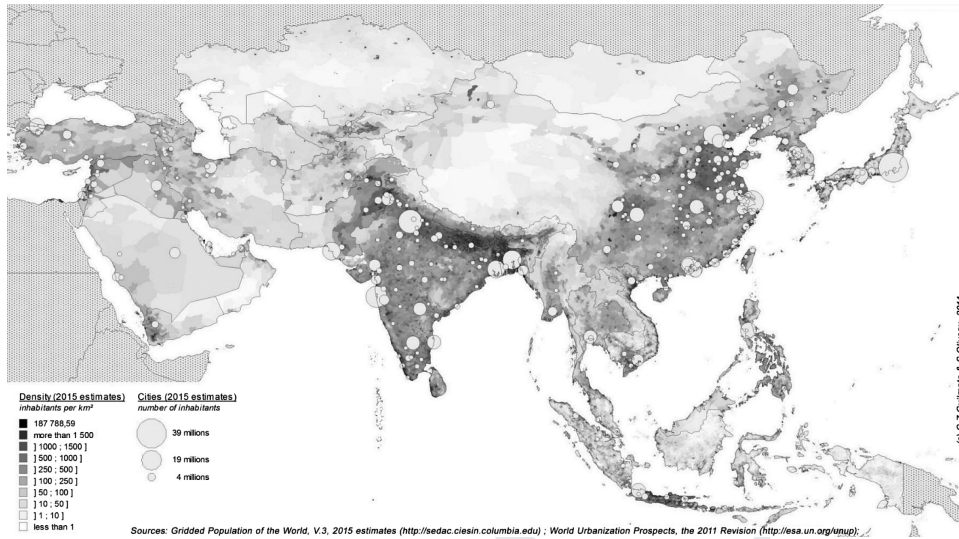 Density (2015 estimates)
inhabitants per km²
187 788,59
more than 1 500
] 1000 ; 1500 ]
] 500 ; 1000 ]
] 250 ; 500 ]
] 100 ; 250 ]
] 50 ; 100 ]
] 10 ; 50 ]
] 1 ; 10 ]
less than 1
Cities (2015 estimates)
number of inhabitants
39 millions
19 millions
4 millions
Sources: Gridded Population of the World, V.3, 2015 estimates (http://sedac.ciesin.columbia.edu) ; World Urbanization Prospects, the 2011 Revision (http://esa.un.org/unup);
2014